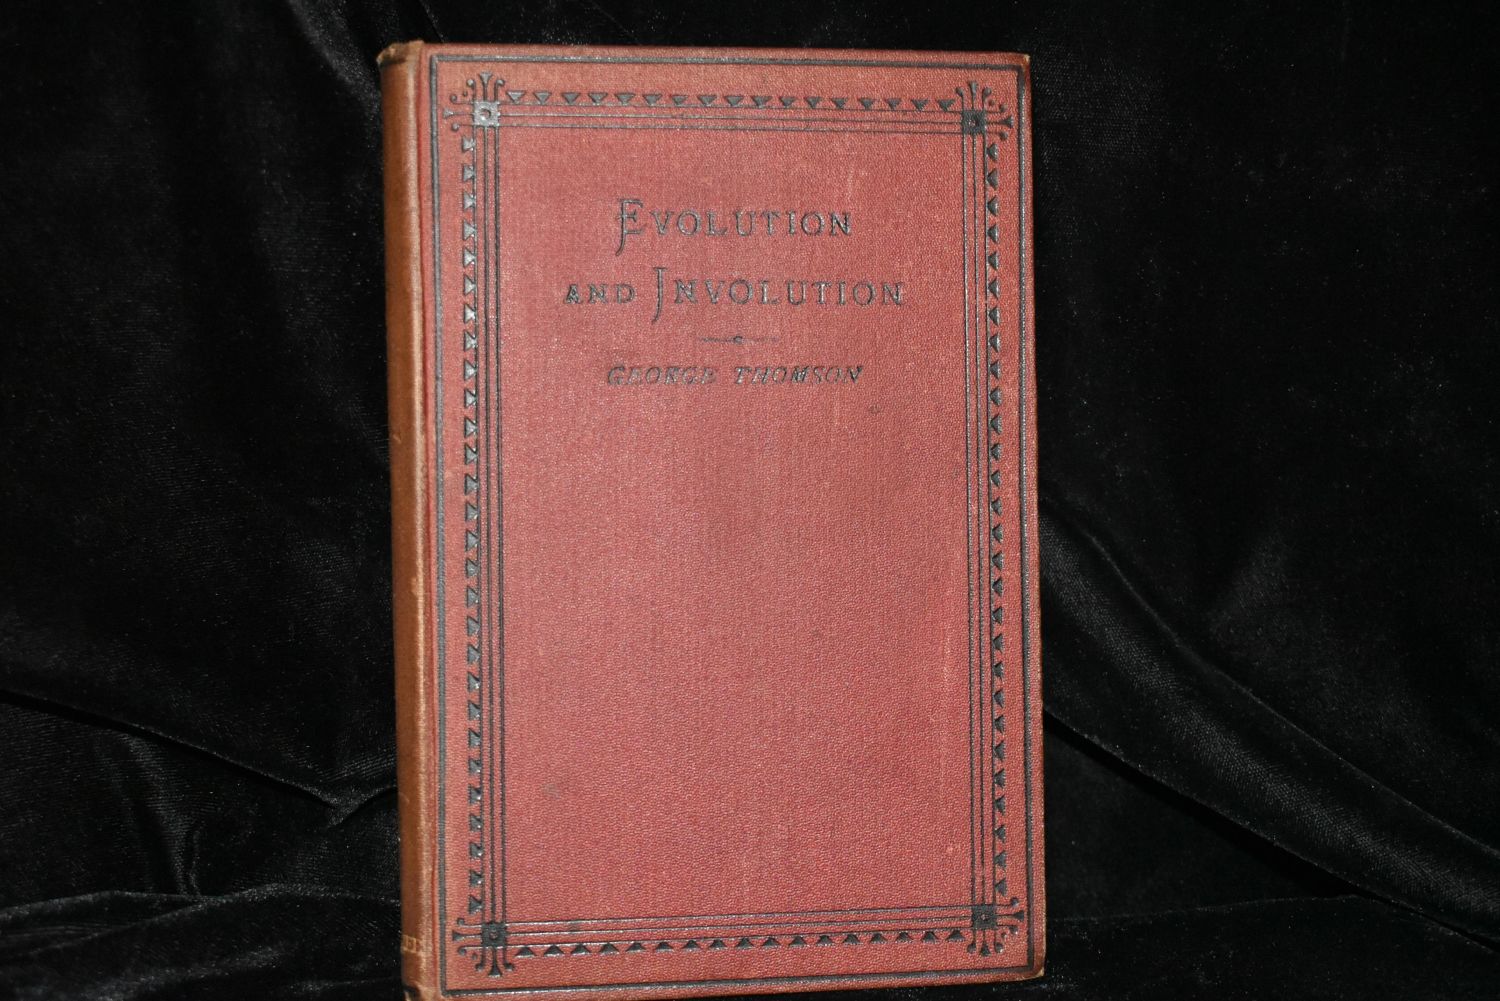 Evolution
and Involution
George Thomson